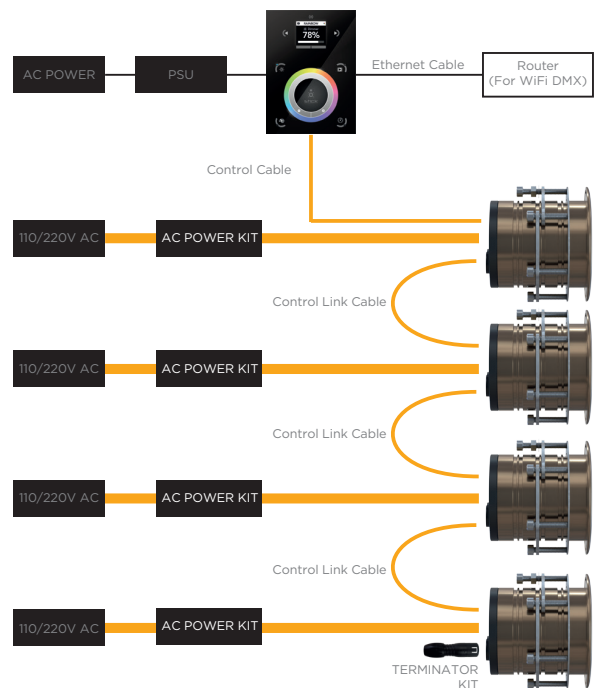 78%
AC POWER
PSU
Ethernet Cable
Router
(For WiFi DMX)
Control Cable
110/220V AC
AC POWER KIT
Control Link Cable
110/220V AC
AC POWER KIT
Control Link Cable
110/220V AC
AC POWER KIT
Control Link Cable
110/220V AC
AC POWER KIT
TERMINATOR
KIT